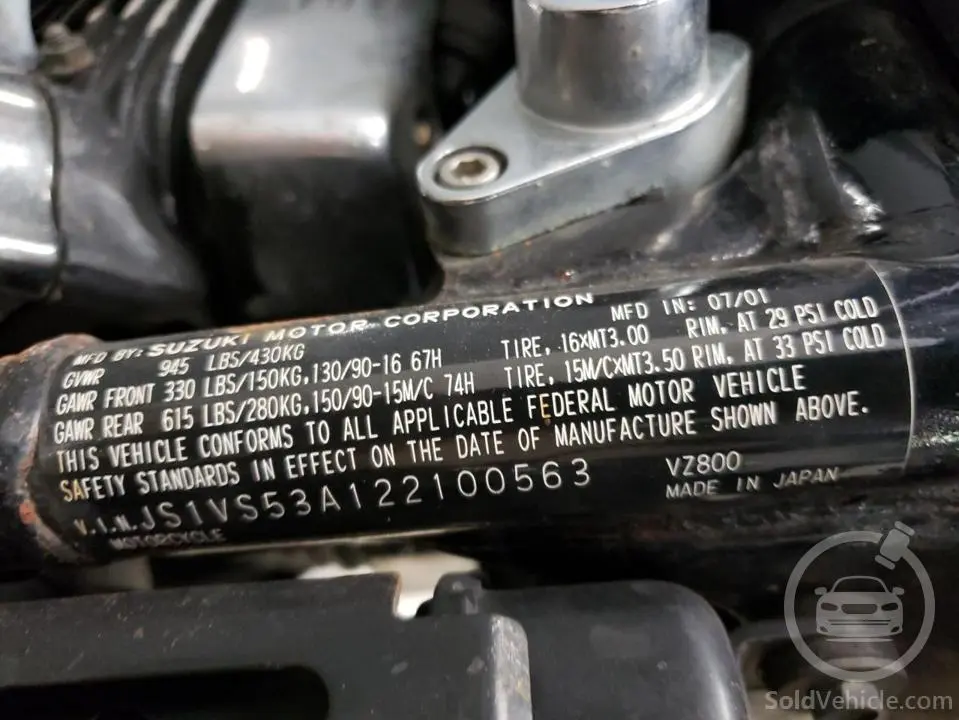 MFD BY: SUZUKI MOTOR CORPORATION MFD IN: 07/01
GVWR 945 LBS/430KG
GAWR FRONT 330 LBS/150KG,130/90-16 67H TIRE, 16xMT3.00 RIM, AT 29 PSI COLD
GAWR REAR 615 LBS/280KG,150/90-15M/C 74H TIRE, 15M/CxMT3.50 RIM, AT 33 PSI COLD
THIS VEHICLE CONFORMS TO ALL APPLICABLE FEDERAL MOTOR VEHICLE
SAFETY STANDARDS IN EFFECT ON THE DATE OF MANUFACTURE SHOWN ABOVE.
V.I.N.JS1VS53A122100563 VZ800
MOTORCYCLE MADE IN JAPAN
SoldVehicle.com